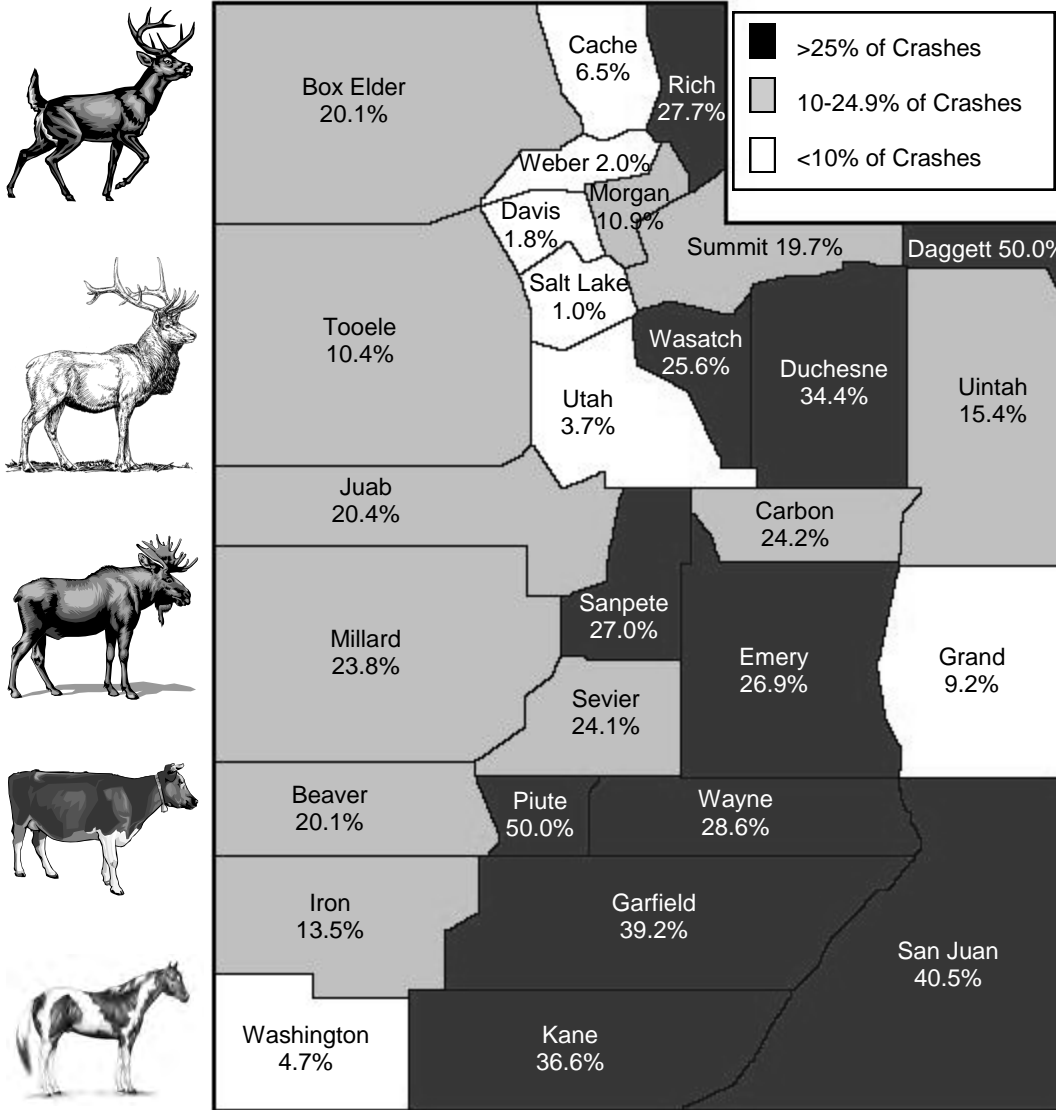 >25% of Crashes
10-24.9% of Crashes
<10% of Crashes
Cache
6.5%
Rich
27.7%
Box Elder
20.1%
Weber 2.0%
Morgan
10.9%
Davis
1.8%
Summit 19.7%
Daggett 50.0%
Salt Lake
1.0%
Tooele
10.4%
Wasatch
25.6%
Duchesne
34.4%
Uintah
15.4%
Utah
3.7%
Juab
20.4%
Carbon
24.2%
Sanpete
27.0%
Millard
23.8%
Emery
26.9%
Grand
9.2%
Sevier
24.1%
Beaver
20.1%
Piute
50.0%
Wayne
28.6%
Iron
13.5%
Garfield
39.2%
San Juan
40.5%
Washington
4.7%
Kane
36.6%